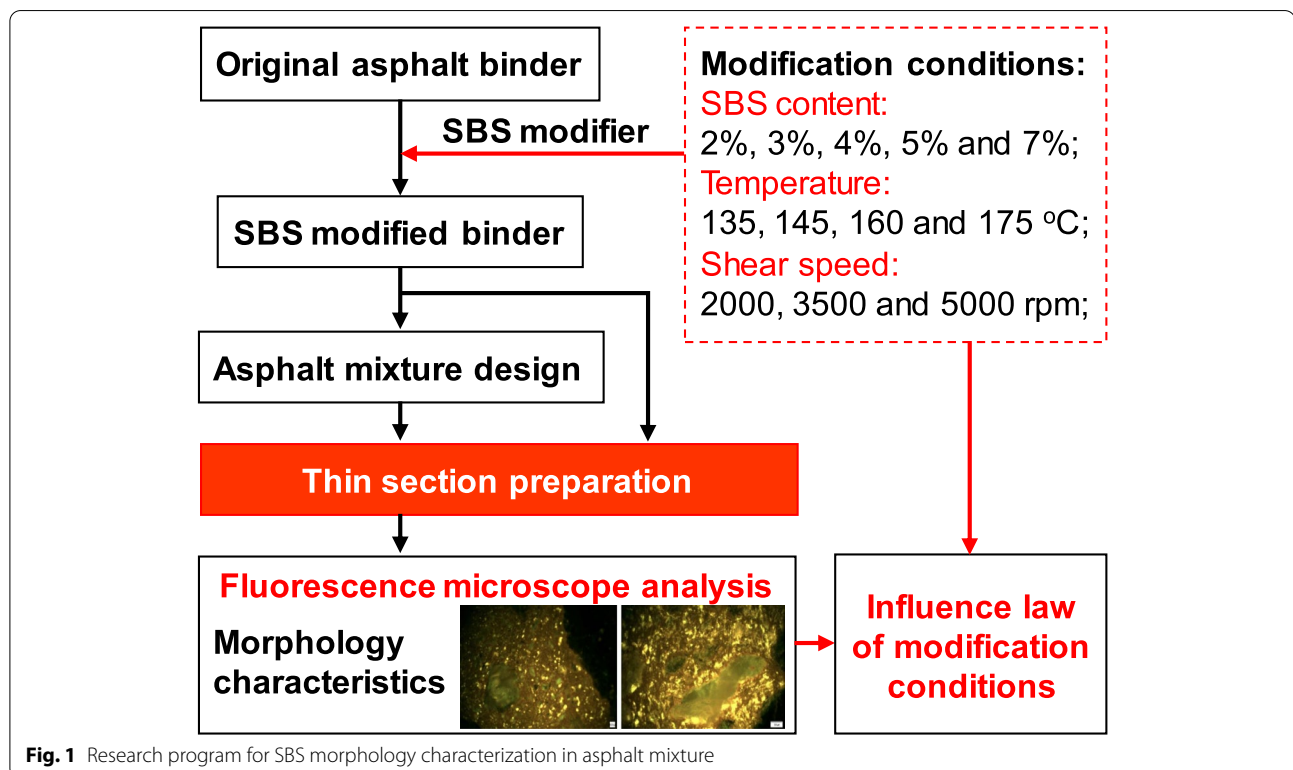 Original asphalt binder
SBS modifier
SBS modified binder
Asphalt mixture design
Thin section preparation
Fluorescence microscope analysis
Morphology
characteristics
Modification conditions:
SBS content:
2%, 3%, 4%, 5% and 7%;
Temperature:
135, 145, 160 and 175 ºC;
Shear speed:
2000, 3500 and 5000 rpm;
Influence law
of modification
conditions
Fig. 1 Research program for SBS morphology characterization in asphalt mixture